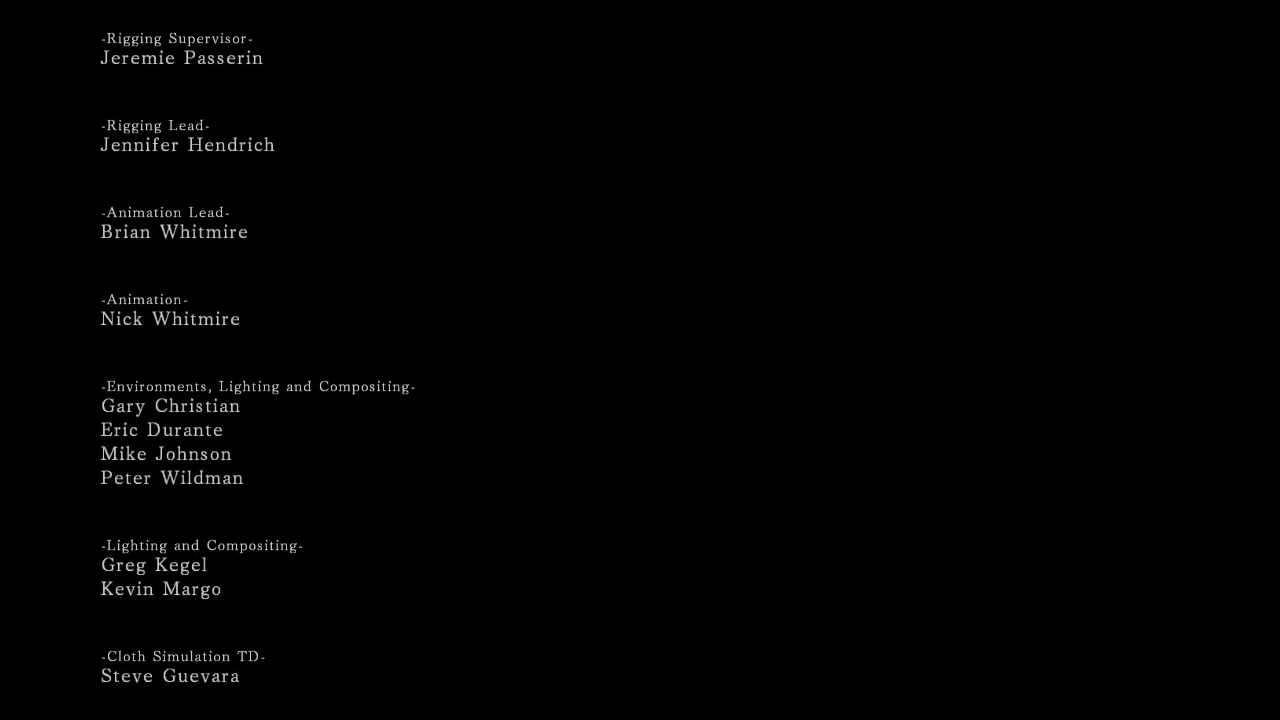 -Rigging Supervisor-
Jeremie Passerin
-Rigging Lead-
Jennifer Hendrich
-Animation Lead-
Brian Whitmire
-Animation-
Nick Whitmire
-Environments, Lighting and Compositing-
Gary Christian
Eric Durante
Mike Johnson
Peter Wildman
-Lighting and Compositing-
Greg Kegel
Kevin Margo
-Cloth Simulation TD-
Steve Guevara